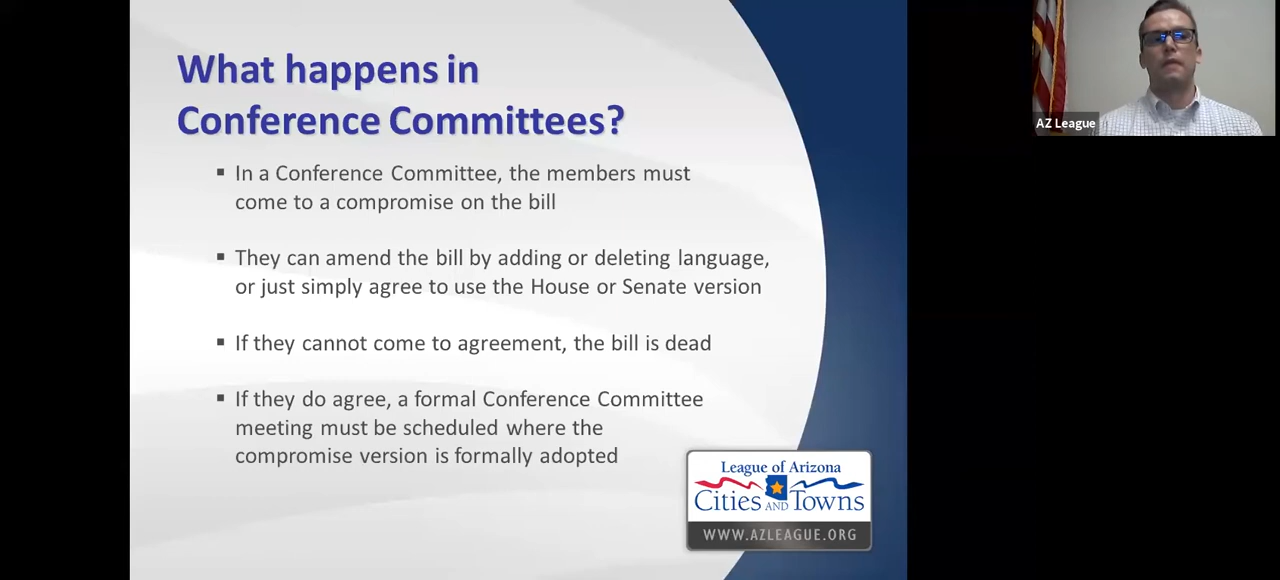 What happens in
Conference Committees?
▪ In a Conference Committee, the members must
come to a compromise on the bill
▪ They can amend the bill by adding or deleting language,
or just simply agree to use the House or Senate version
▪ If they cannot come to agreement, the bill is dead
▪ If they do agree, a formal Conference Committee
meeting must be scheduled where the
compromise version is formally adopted
League of Arizona
Cities AND Towns
WWW.AZLEAGUE.ORG
AZ League